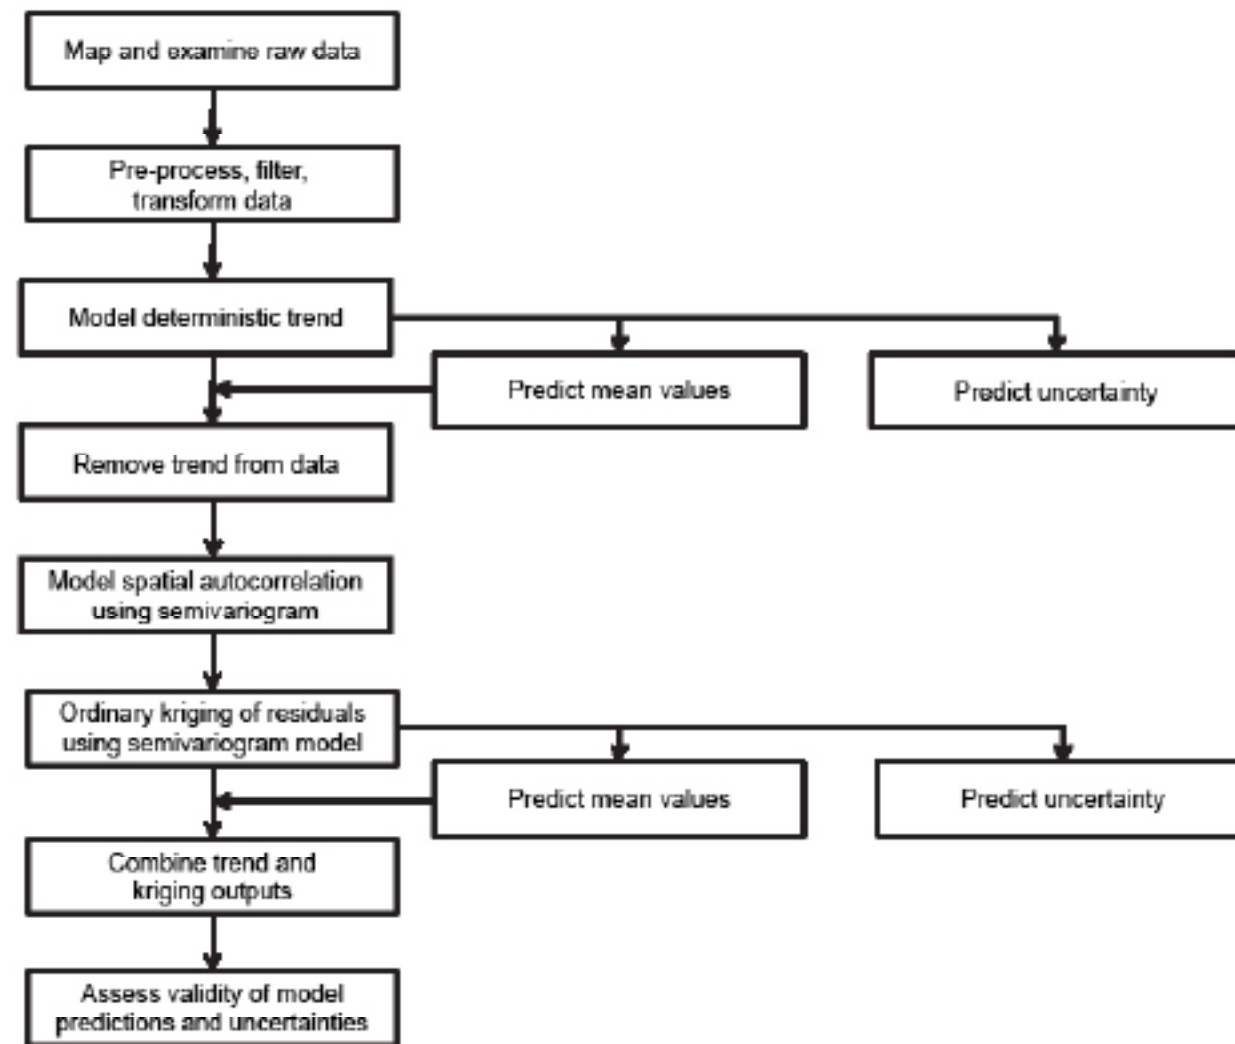 Map and examine raw data
Pre-process, filter,
transform data
Model deterministic trend
Predict mean values
Predict uncertainty
Remove trend from data
Model spatial autocorrelation
using semivariogram
Ordinary kriging of residuals
using semivariogram model
Predict mean values
Predict uncertainty
Combine trend and
kriging outputs
Assess validity of model
predictions and uncertainties